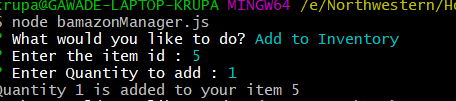 krupa@GAWADE-LAPTOP-KRUPA MINGW64 /e/Northwestern/Ho
$ node bamazonManager.js
? What would you like to do? Add to Inventory
? Enter the item id : 5
? Enter Quantity to add : 1
Quantity 1 is added to your item 5